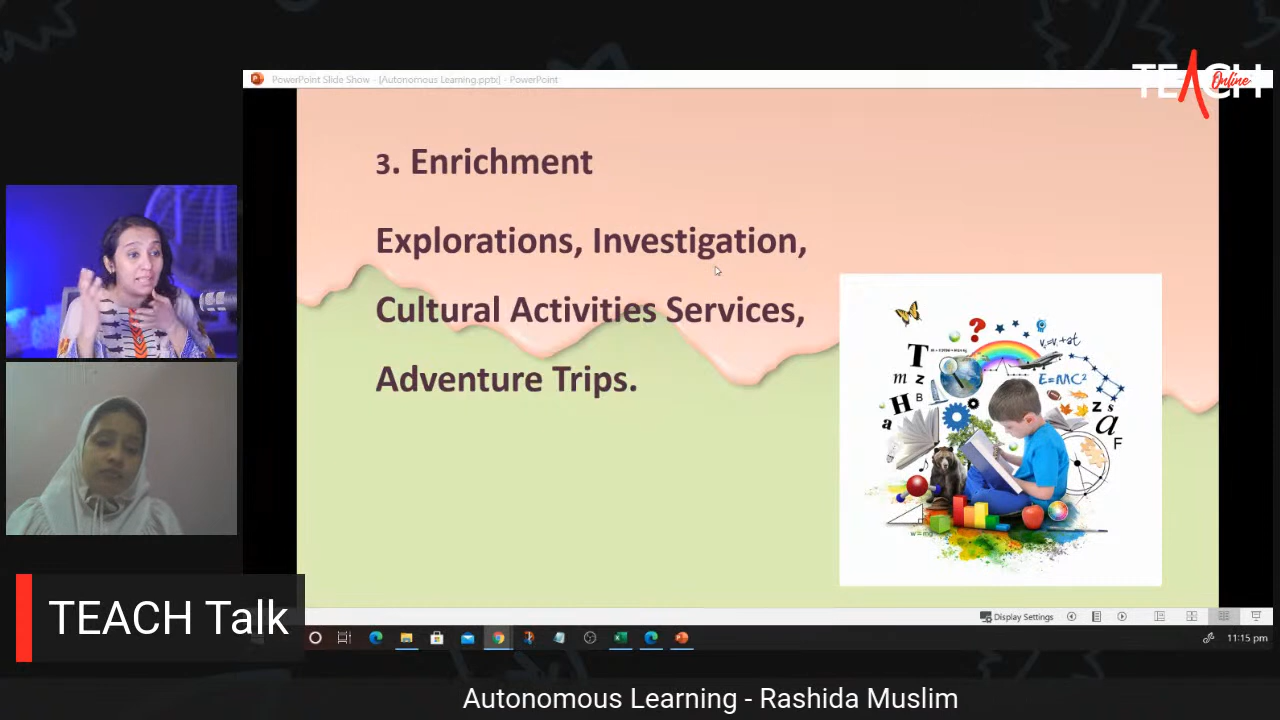 PowerPoint Slide Show - [Autonomous Learning.pptx] - PowerPoint
TEACH
Online
3. Enrichment
Explorations, Investigation,
Cultural Activities Services,
Adventure Trips.
?
T
m
z
H
B
a
E=MC²
z s
a
F
Display Settings
11:15 pm
TEACH Talk
Autonomous Learning - Rashida Muslim